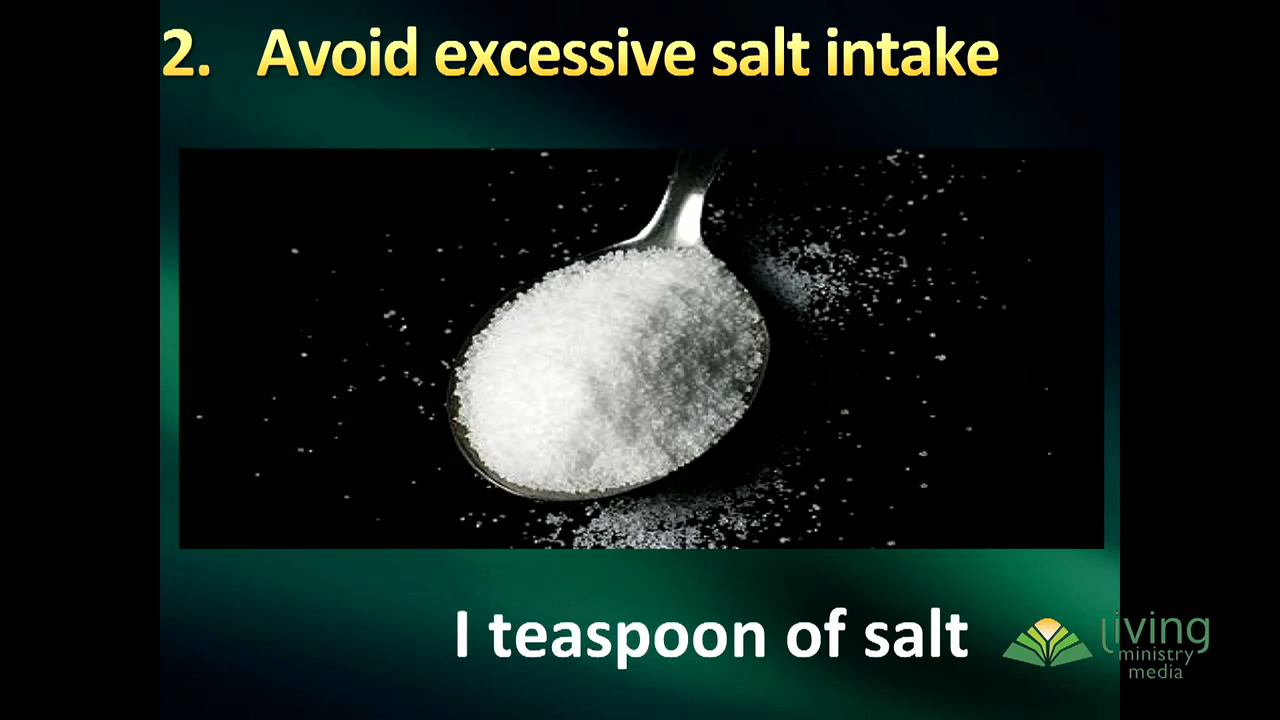 2. Avoid excessive salt intake
I teaspoon of salt
living
ministry
media